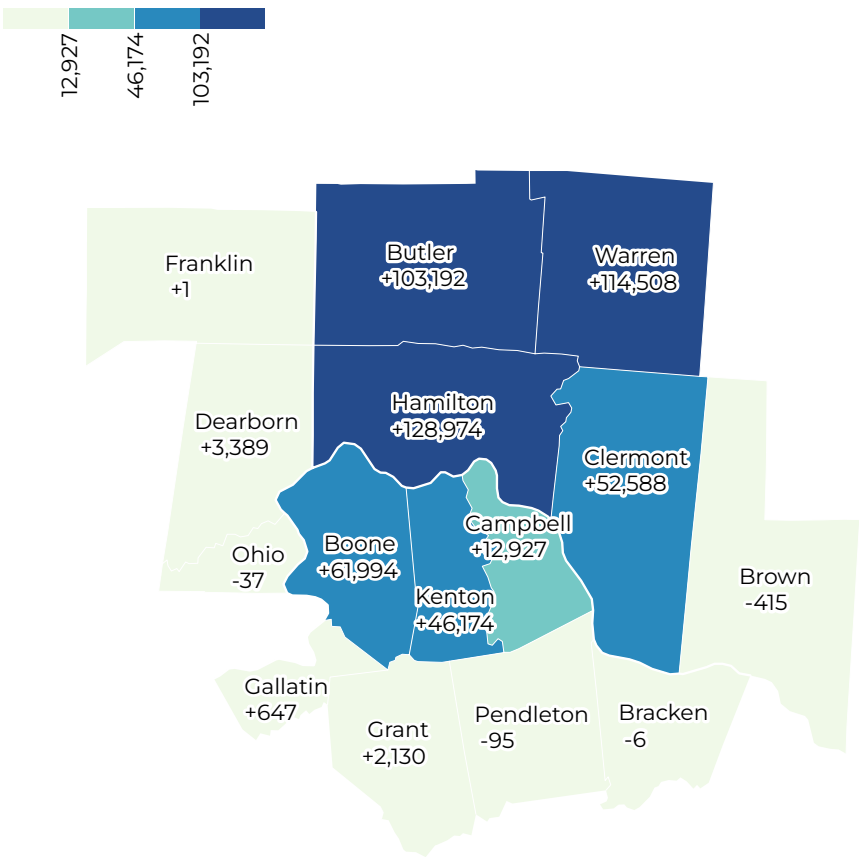 12,927
46,174
103,192
Franklin
+1
Butler
+103,192
Warren
+114,508
Dearborn
+3,389
Hamilton
+128,974
Clermont
+52,588
Ohio
-37
Boone
+61,994
Campbell
+12,927
Kenton
+46,174
Brown
-415
Gallatin
+647
Grant
+2,130
Pendleton
-95
Bracken
-6